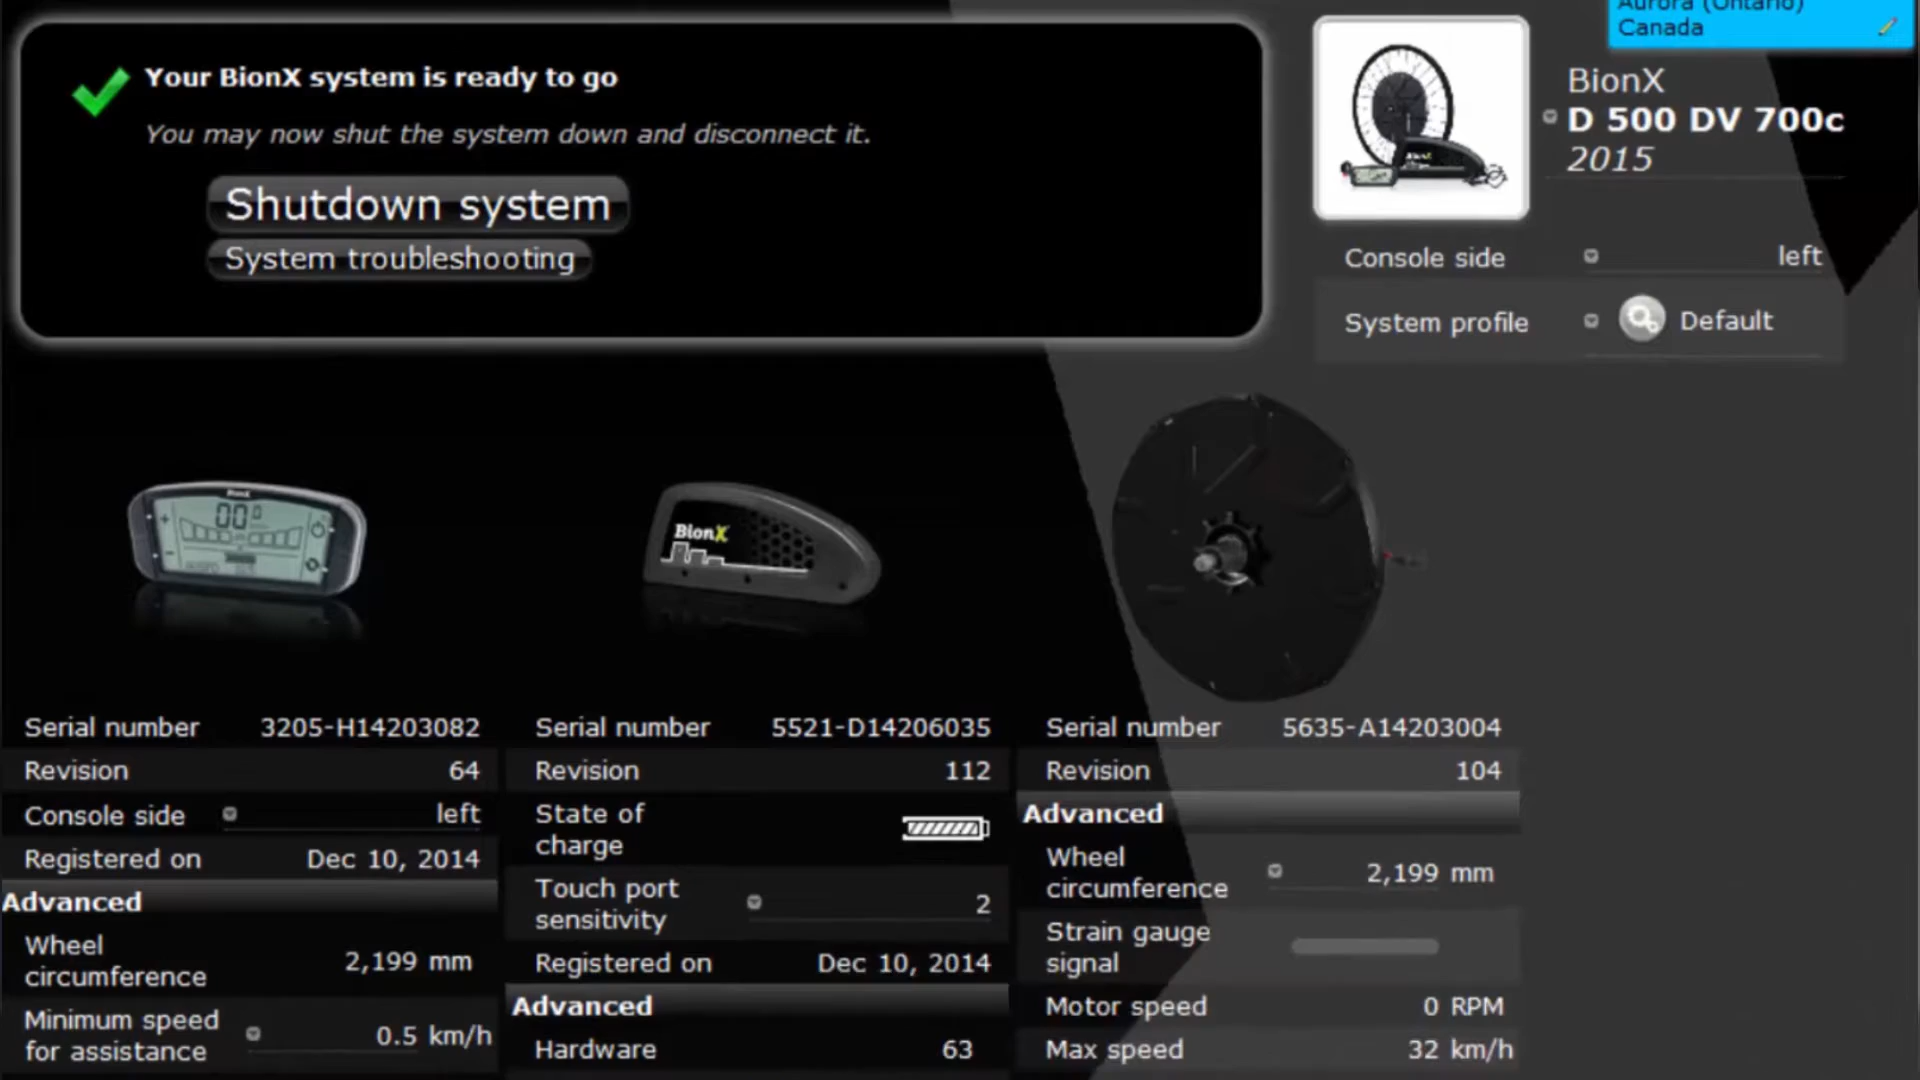 Aurora (Ontario)
Canada
Your BionX system is ready to go
You may now shut the system down and disconnect it.
Shutdown system
System troubleshooting
BionX
D 500 DV 700c
2015
Console side left
System profile Default
BionX
BionX
Serial number 3205-H14203082
Revision 64
Console side left
Registered on Dec 10, 2014
Advanced
Wheel
circumference 2,199 mm
Minimum speed
for assistance 0.5 km/h
Serial number 5521-D14206035
Revision 112
State of
charge
Touch port
sensitivity 2
Registered on Dec 10, 2014
Advanced
Hardware 63
Serial number 5635-A14203004
Revision 104
Advanced
Wheel
circumference 2,199 mm
Strain gauge
signal
Motor speed 0 RPM
Max speed 32 km/h